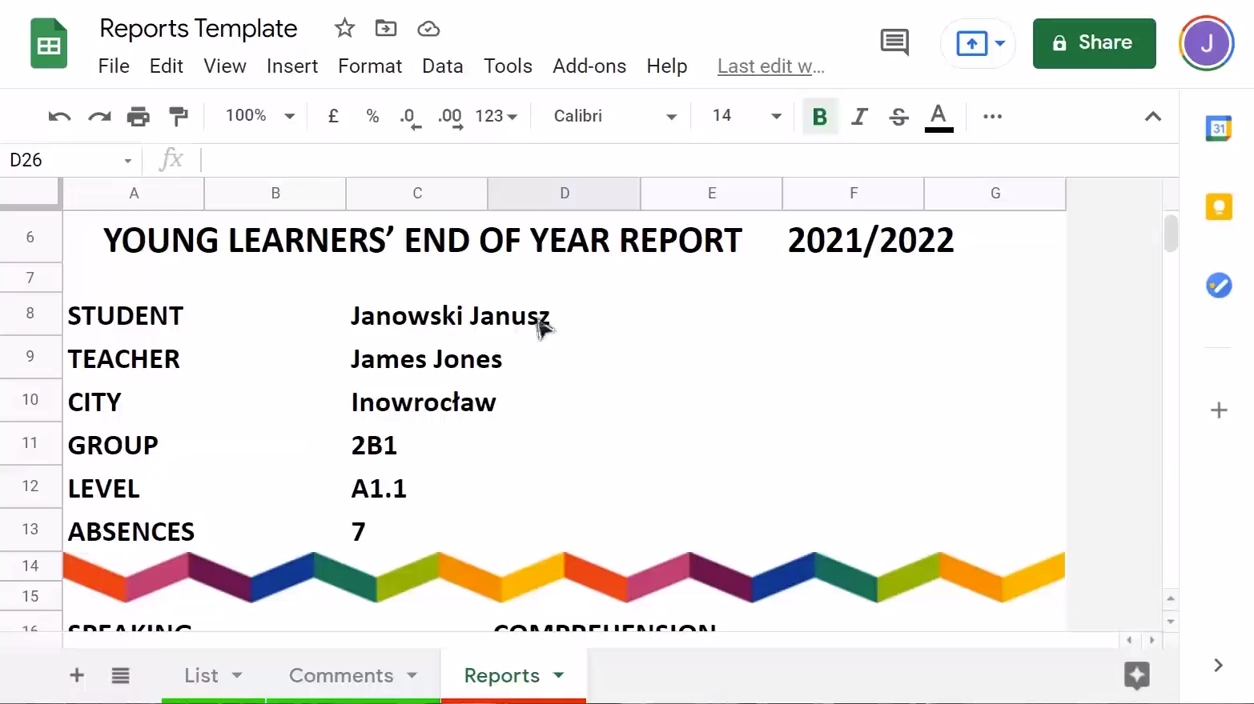 Reports Template
J
Share
File Edit View Insert Format Data Tools Add-ons Help Last edit w...
100% £ % .0 .00 123 Calibri 14 B I S A
D26 fx
31
A B C D E F G
6 YOUNG LEARNERS’ END OF YEAR REPORT 2021/2022
7
8 STUDENT Janowski Janusz
9 TEACHER James Jones
10 CITY Inowrocław
11 GROUP 2B1
12 LEVEL A1.1
13 ABSENCES 7
14
15
16 SPEAKING COMPREHENSION
List Comments Reports